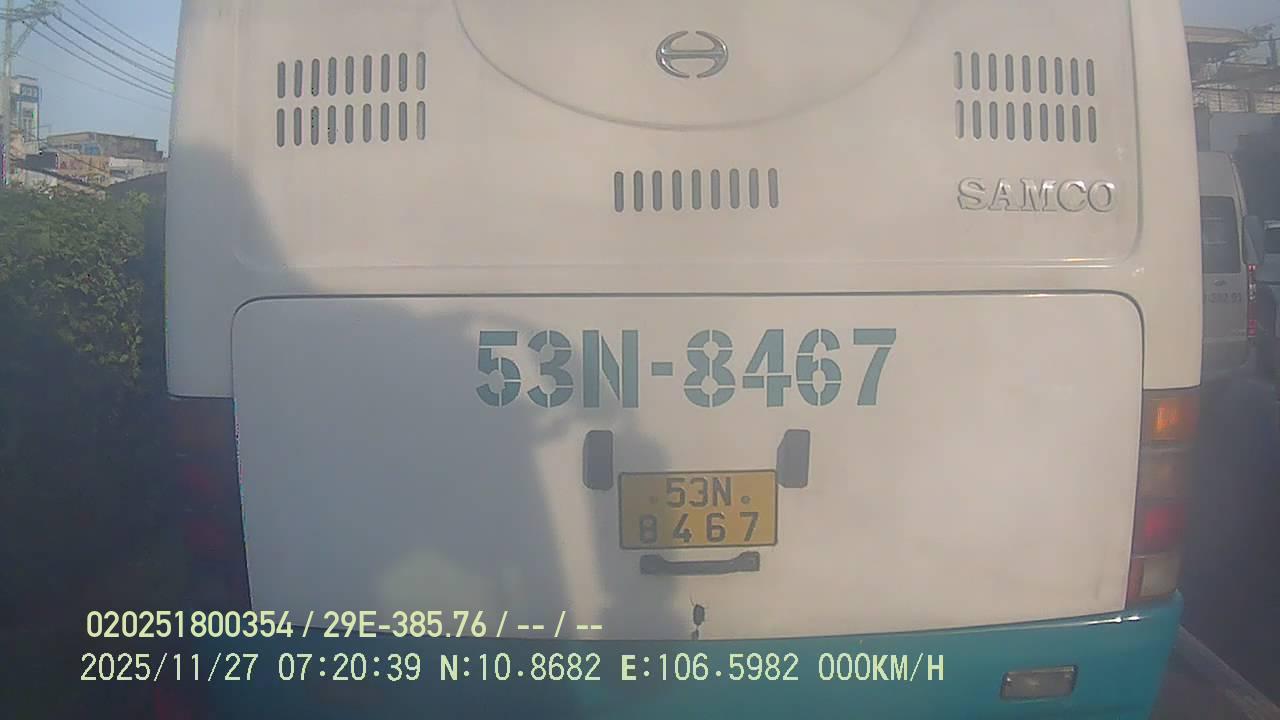 SAMCO
53N-8467
53N
8467
020251800354 / 29E-385.76 / -- / --
2025/11/27 07:20:39 N:10.8682 E:106.5982 000KM/H